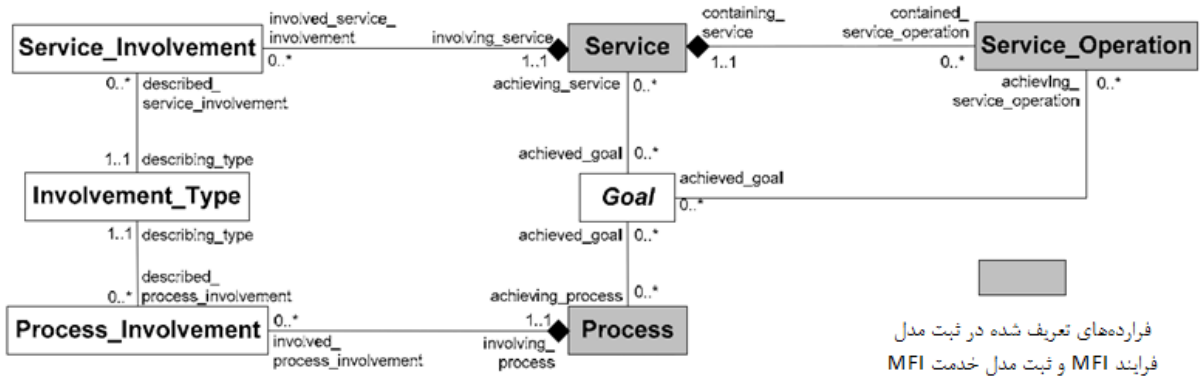 involved_service_
involvement
involving_service
containing_
service
contained_
service_operation
Service_Involvement
Service
Service_Operation
0..*
1..1
1..1
0..*
0..*
described_
service_involvement
achieving_service
0..*
achieving_
service_operation
0..*
1..1
describing_type
achieved_goal
0..*
Involvement_Type
Goal
achieved_goal
0..*
1..1
describing_type
achieved_goal
0..*
described_
0..*
process_involvement
achieving_process
0..*
Process_Involvement
0..*
1..1
Process
involved_
process_involvement
involving_
process
فرارده‌های تعریف شده در ثبت مدل
فرایند MFI و ثبت مدل خدمت MFI